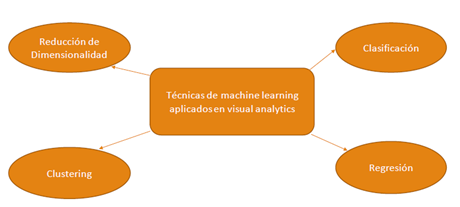 Reducción de
Dimensionalidad
Clasificación
Técnicas de machine learning
aplicados en visual analytics
Clustering
Regresión